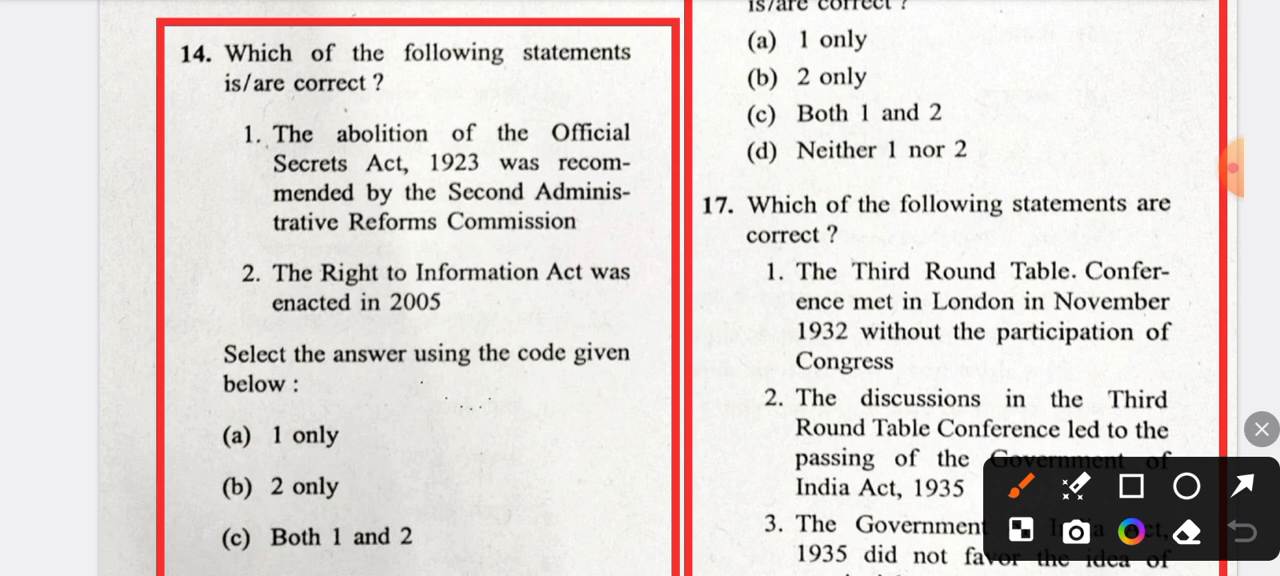 14. Which of the following statements
is/are correct ?
1. The abolition of the Official
Secrets Act, 1923 was recom-
mended by the Second Adminis-
trative Reforms Commission
2. The Right to Information Act was
enacted in 2005
Select the answer using the code given
below :
(a) 1 only
(b) 2 only
(c) Both 1 and 2
is/are correct ?
(a) 1 only
(b) 2 only
(c) Both 1 and 2
(d) Neither 1 nor 2
17. Which of the following statements are
correct ?
1. The Third Round Table. Confer-
ence met in London in November
1932 without the participation of
Congress
2. The discussions in the Third
Round Table Conference led to the
passing of the Government of
India Act, 1935
3. The Government
1935 did not favor the idea of